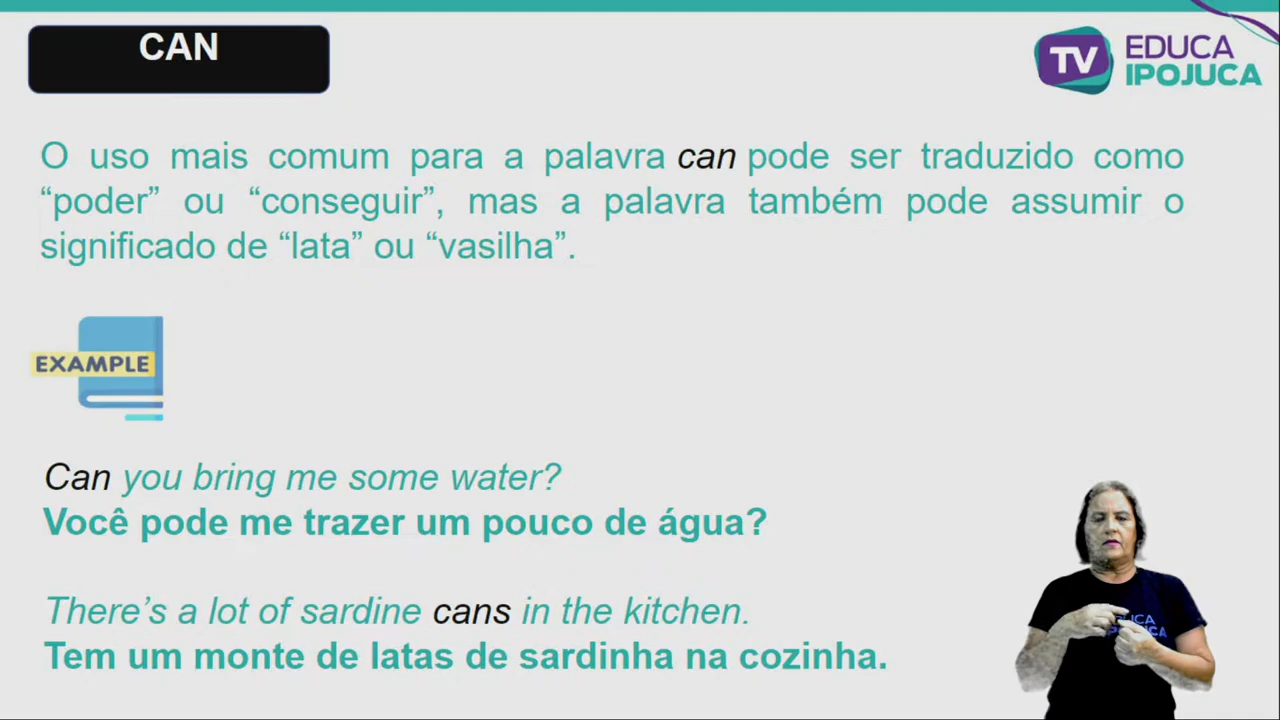 CAN
TV EDUCA
IPOJUCA
O uso mais comum para a palavra can pode ser traduzido como
“poder” ou “conseguir”, mas a palavra também pode assumir o
significado de “lata” ou “vasilha”.
EXAMPLE
Can you bring me some water?
Você pode me trazer um pouco de água?
There’s a lot of sardine cans in the kitchen.
Tem um monte de latas de sardinha na cozinha.